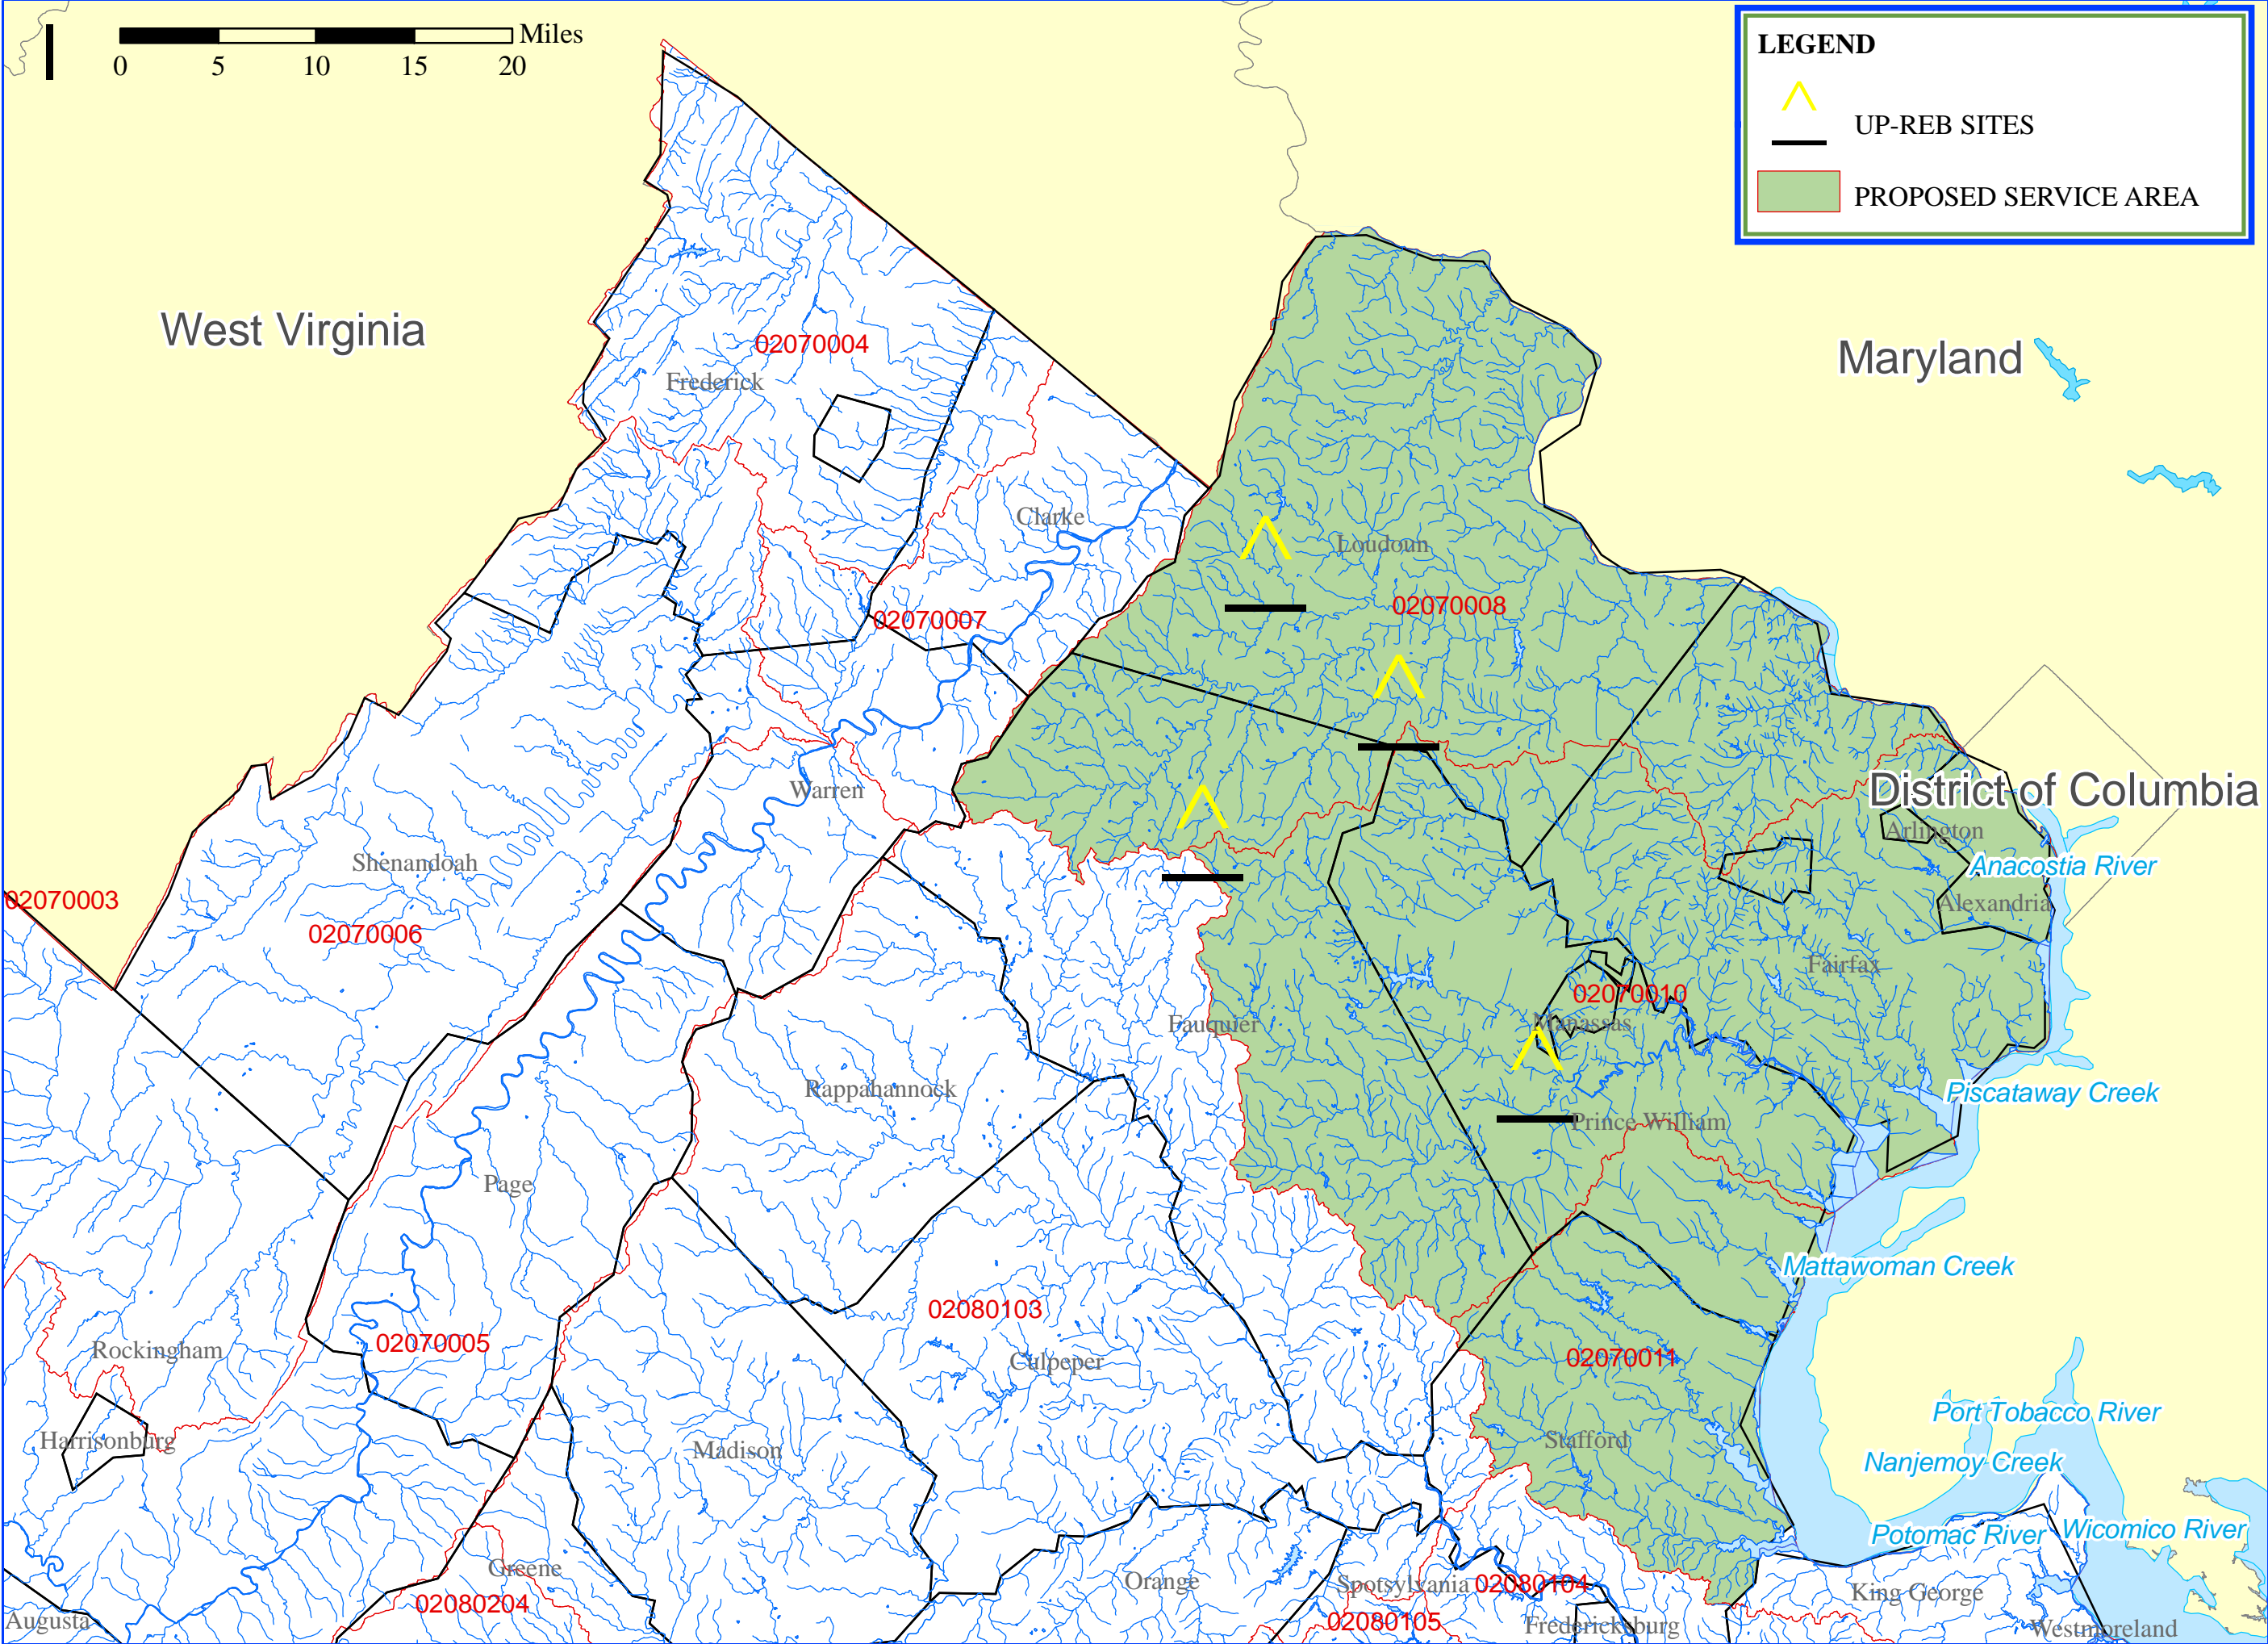 Miles
0 5 10 15 20
LEGEND
UP-REB SITES
PROPOSED SERVICE AREA
West Virginia
Maryland
02070004
Frederick
Clarke
Loudoun
02070008
02070007
District of Columbia
Warren
Arlington
Anacostia River
Shenandoah
02070003
Alexandria
02070006
Fairfax
02070010
Manassas
Fauquier
Rappahannock
Piscataway Creek
Prince William
Page
Mattawoman Creek
02080103
02070005
Rockingham
Culpeper
02070011
Port Tobacco River
Harrisonburg
Madison
Stafford
Nanjemoy Creek
Potomac River
Wicomico River
Greene
Orange
Spotsylvania
02080104
King George
02080204
Augusta
02080105
Fredericksburg
Westmoreland